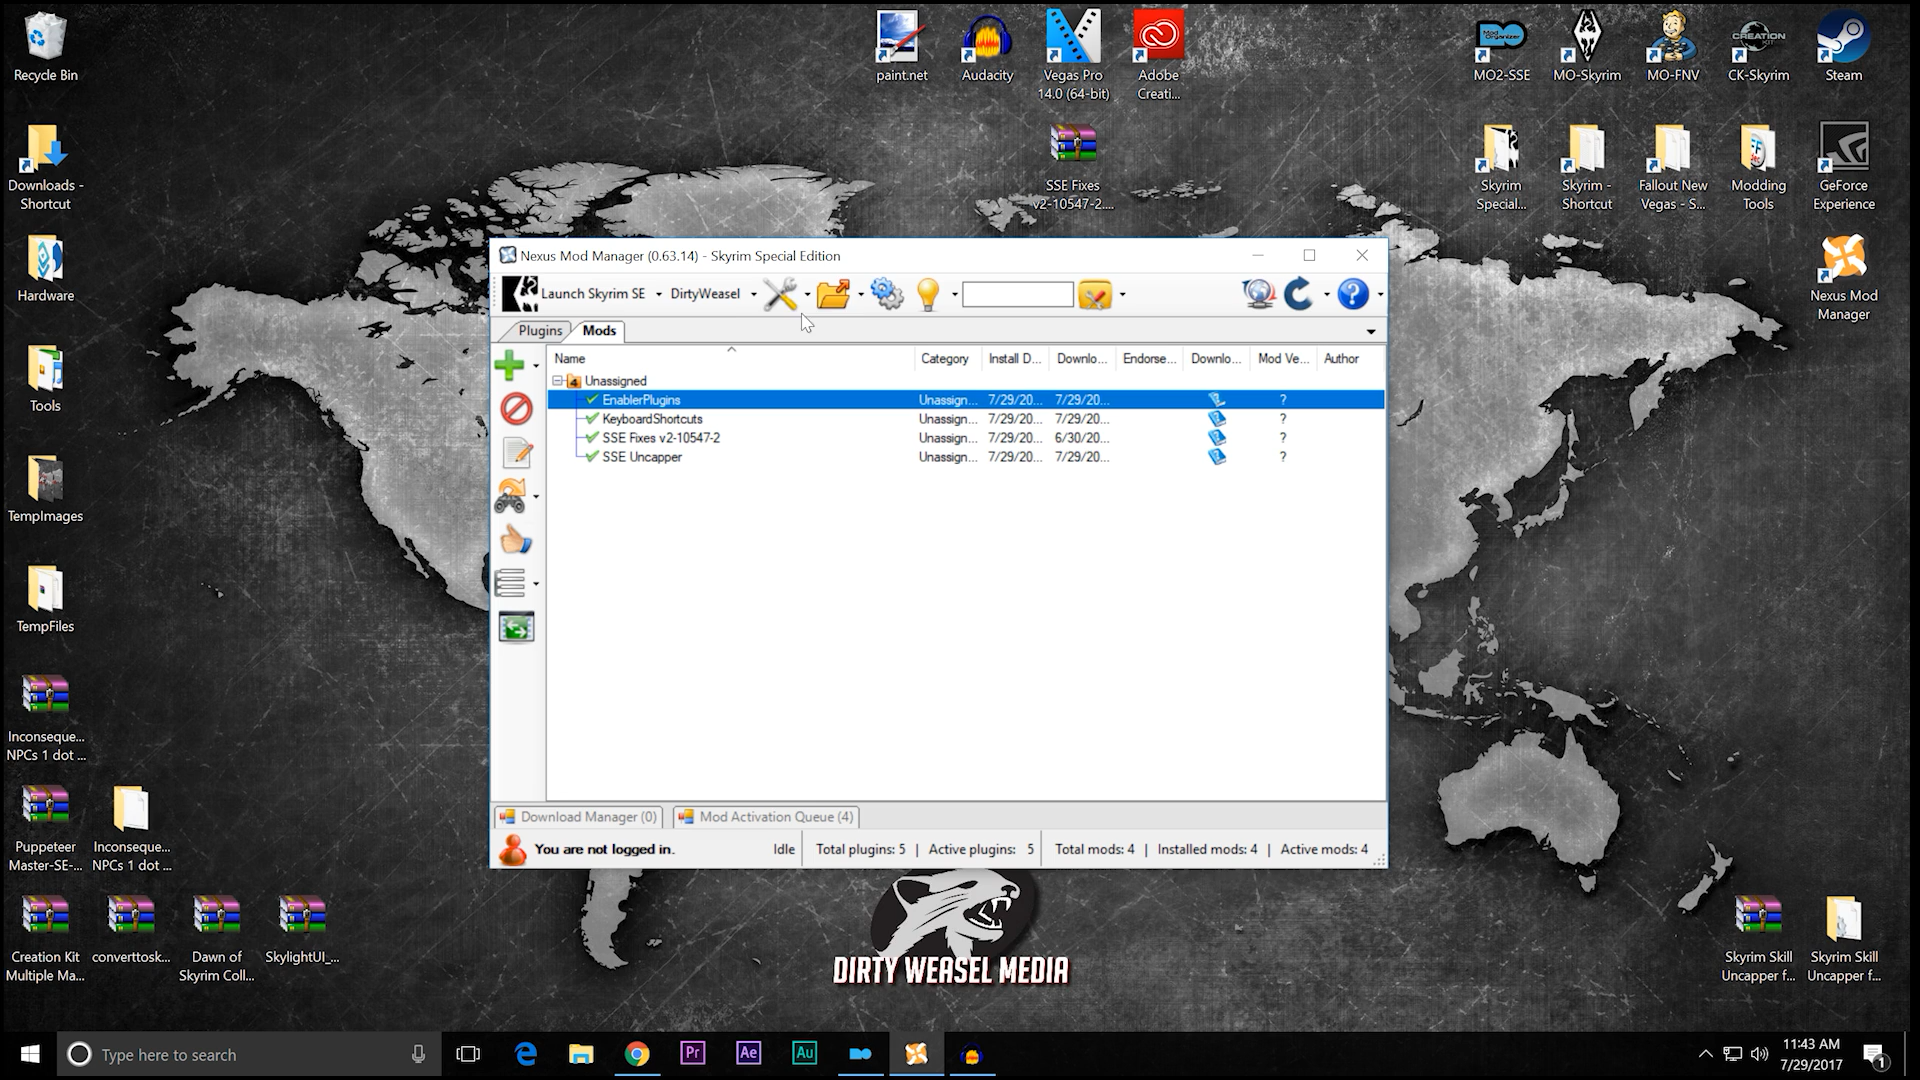 Recycle Bin
paint.net
Audacity
Vegas Pro
14.0 (64-bit)
Adobe
Creati...
Mod
Organizer
MO2-SSE
MO-Skyrim
MO-FNV
CREATION
KIT
CK-Skyrim
Steam
Downloads -
Shortcut
SSE Fixes
v2-10547-2....
Skyrim
Special...
Skyrim -
Shortcut
Fallout New
Vegas - S...
Modding
Tools
GeForce
Experience
Hardware
Nexus Mod
Manager
Tools
TempImages
TempFiles
Inconseque...
NPCs 1 dot ...
Puppeteer
Master-SE-...
Inconseque...
NPCs 1 dot ...
Creation Kit
Multiple Ma...
converttosk...
Dawn of
Skyrim Coll...
SkylightUI_...
Skyrim Skill
Uncapper f...
Skyrim Skill
Uncapper f...
Nexus Mod Manager (0.63.14) - Skyrim Special Edition
Launch Skyrim SE
DirtyWeasel
Plugins
Mods
Name Category Install D... Downlo... Endorse... Downlo... Mod Ve... Author
4 Unassigned
EnablerPlugins Unassign... 7/29/20... 7/29/20... ?
KeyboardShortcuts Unassign... 7/29/20... 7/29/20... ?
SSE Fixes v2-10547-2 Unassign... 7/29/20... 6/30/20... ?
SSE Uncapper Unassign... 7/29/20... 7/29/20... ?
Download Manager (0)
Mod Activation Queue (4)
You are not logged in.
Idle
Total plugins: 5 | Active plugins: 5
Total mods: 4 | Installed mods: 4 | Active mods: 4
DIRTY WEASEL MEDIA
Type here to search
Pr
Ae
Au
11:43 AM
7/29/2017
1